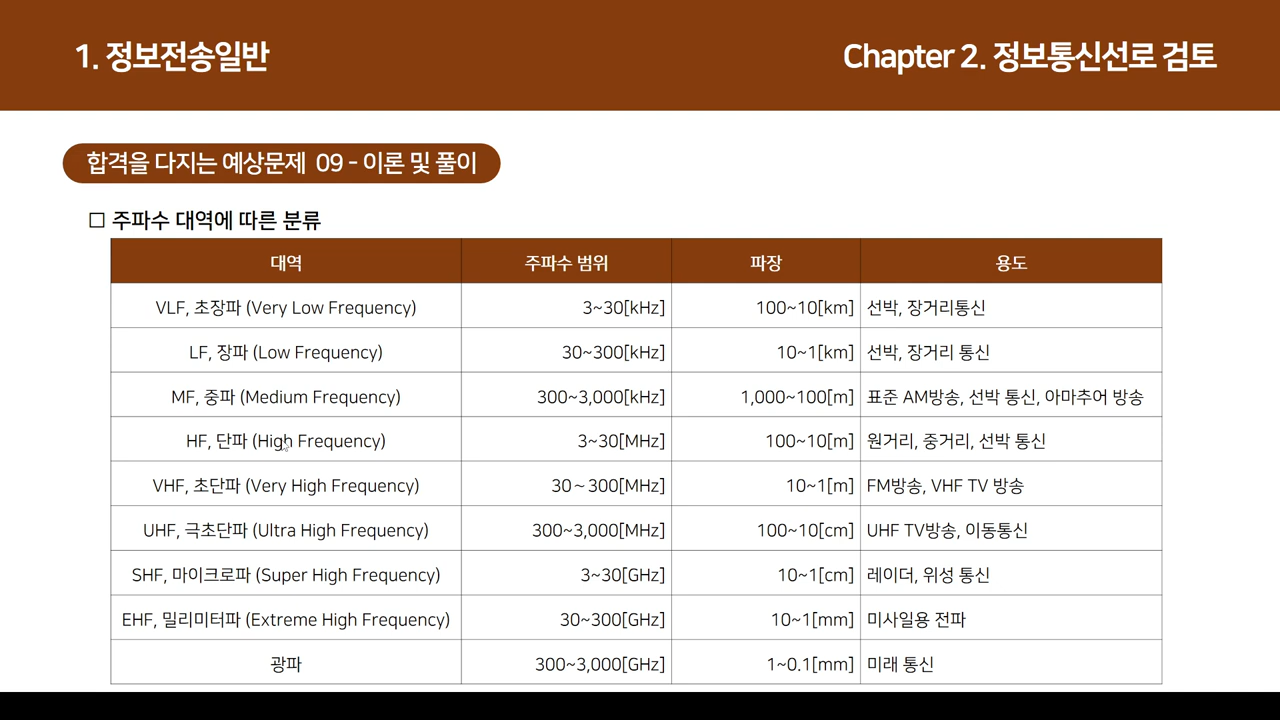 1. 정보전송일반
Chapter 2. 정보통신선로 검토
합격을 다지는 예상문제 09 - 이론 및 풀이
□ 주파수 대역에 따른 분류
대역 주파수 범위 파장 용도
VLF, 초장파 (Very Low Frequency) 3~30[kHz] 100~10[km] 선박, 장거리통신
LF, 장파 (Low Frequency) 30~300[kHz] 10~1[km] 선박, 장거리 통신
MF, 중파 (Medium Frequency) 300~3,000[kHz] 1,000~100[m] 표준 AM방송, 선박 통신, 아마추어 방송
HF, 단파 (High Frequency) 3~30[MHz] 100~10[m] 원거리, 중거리, 선박 통신
VHF, 초단파 (Very High Frequency) 30~300[MHz] 10~1[m] FM방송, VHF TV 방송
UHF, 극초단파 (Ultra High Frequency) 300~3,000[MHz] 100~10[cm] UHF TV방송, 이동통신
SHF, 마이크로파 (Super High Frequency) 3~30[GHz] 10~1[cm] 레이더, 위성 통신
EHF, 밀리미터파 (Extreme High Frequency) 30~300[GHz] 10~1[mm] 미사일용 전파
광파 300~3,000[GHz] 1~0.1[mm] 미래 통신